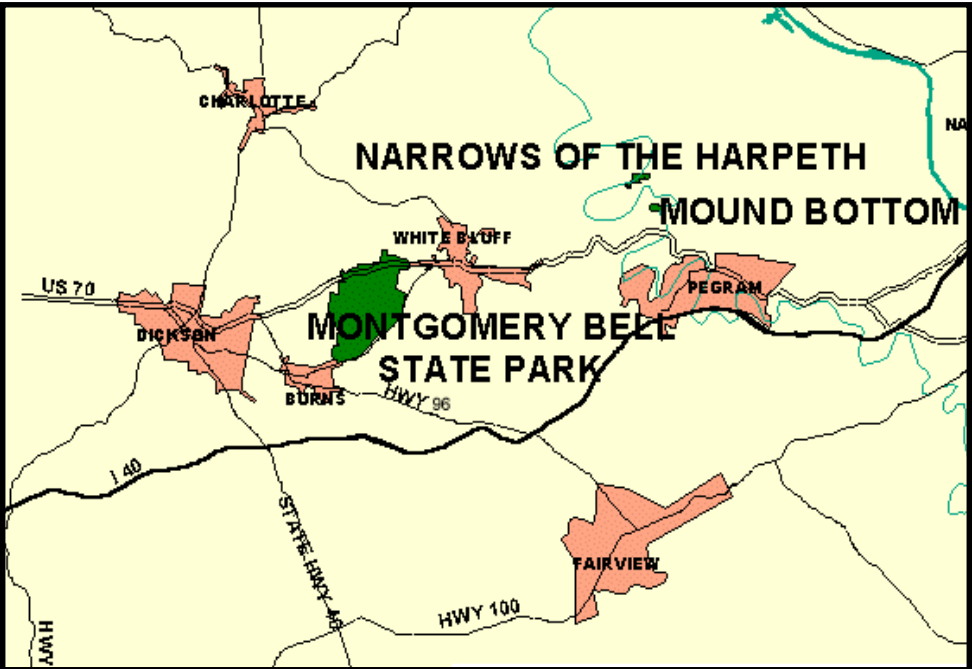 CHARLOTTE
NA
NARROWS OF THE HARPETH
MOUND BOTTOM
WHITE BLUFF
US 70
PEGRAM
DICKSON
MONTGOMERY BELL
STATE PARK
BURNS
HWY 96
I 40
STATE HWY 46
FAIRVIEW
HWY 100
HWY